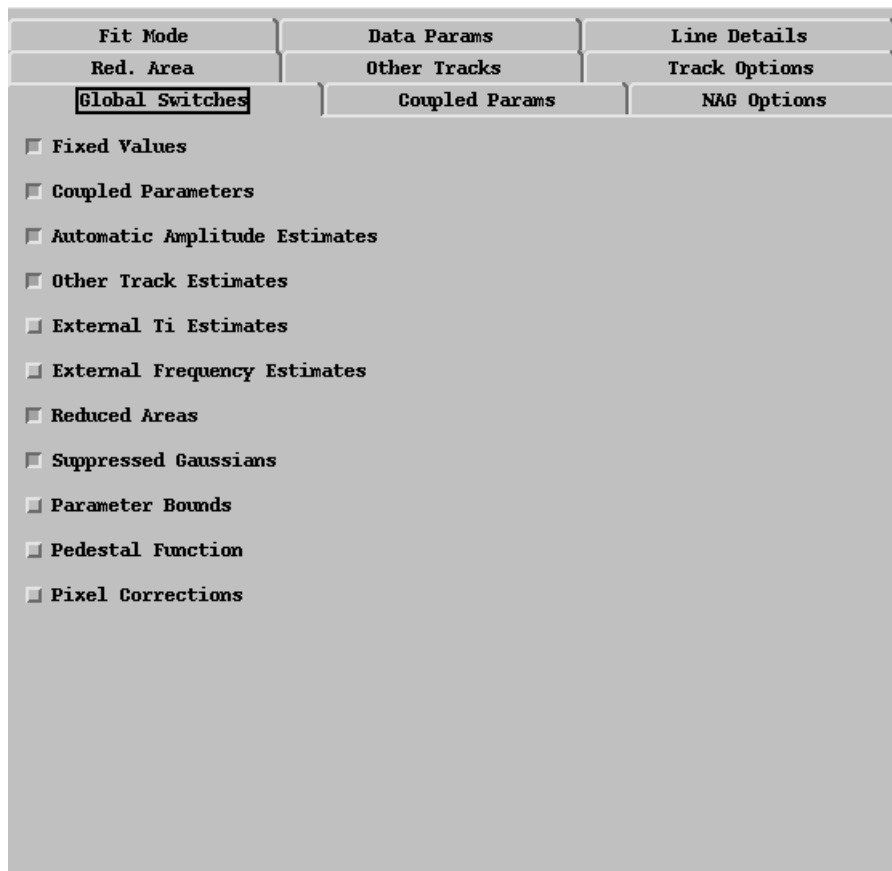 Fit Mode Data Params Line Details
Red. Area Other Tracks Track Options
Global Switches Coupled Params NAG Options
Fixed Values
Coupled Parameters
Automatic Amplitude Estimates
Other Track Estimates
External Ti Estimates
External Frequency Estimates
Reduced Areas
Suppressed Gaussians
Parameter Bounds
Pedestal Function
Pixel Corrections